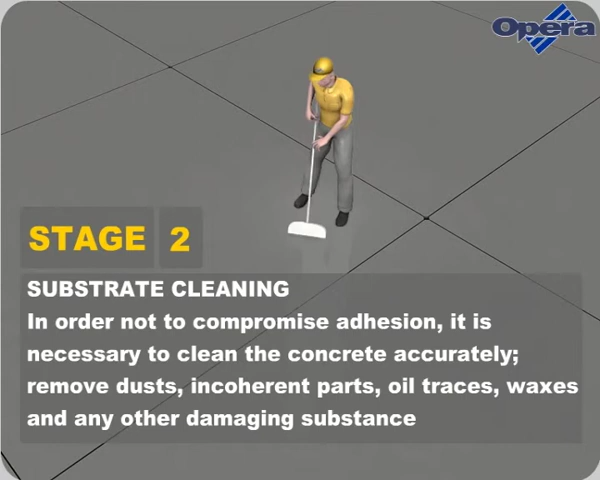 Opera
STAGE 2
SUBSTRATE CLEANING
In order not to compromise adhesion, it is
necessary to clean the concrete accurately;
remove dusts, incoherent parts, oil traces, waxes
and any other damaging substance